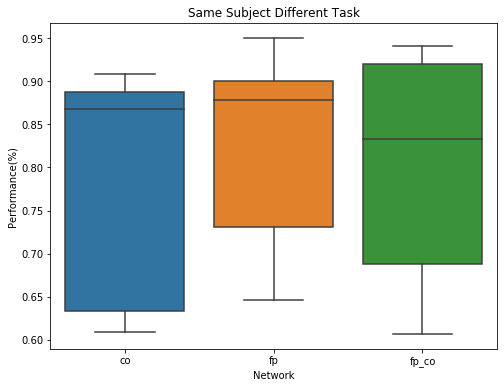 Same Subject Different Task
Performance(%)
0.95
0.90
0.85
0.80
0.75
0.70
0.65
0.60
co
fp
fp_co
Network